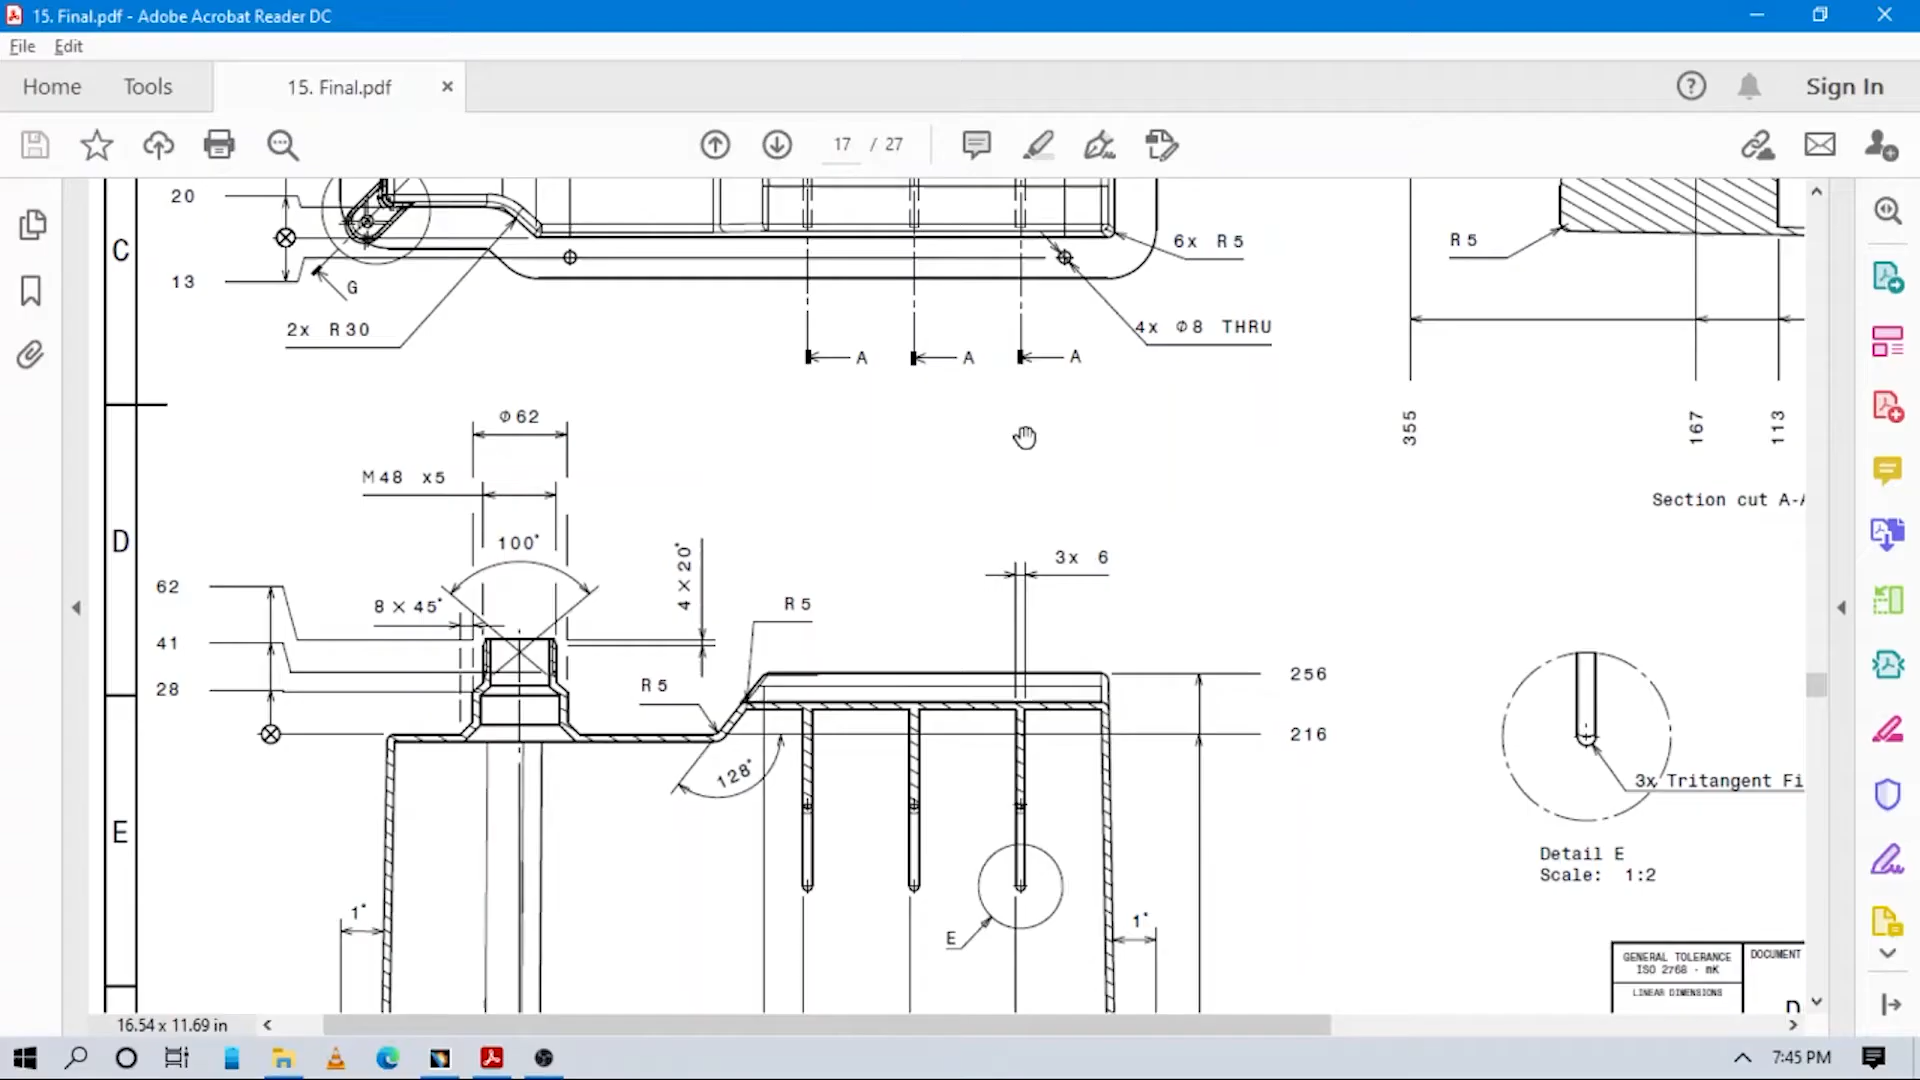 15. Final.pdf - Adobe Acrobat Reader DC
File Edit
Home Tools 15. Final.pdf × Sign In
17 / 27
20
C
13
G
2x R30
6x R5
4x Φ8 THRU
A A A
R5
355
167
113
Section cut A-A
Φ62
M48 x5
D
100°
4×20°
3x 6
62
8×45°
R5
41
R5
28
256
216
128°
3x Tritangent Fi
E
Detail E
Scale: 1:2
1°
1°
E
GENERAL TOLERANCE
ISO 2768 - mK
DOCUMENT
LINEAR DIMENSIONS
D
16.54 x 11.69 in
7:45 PM